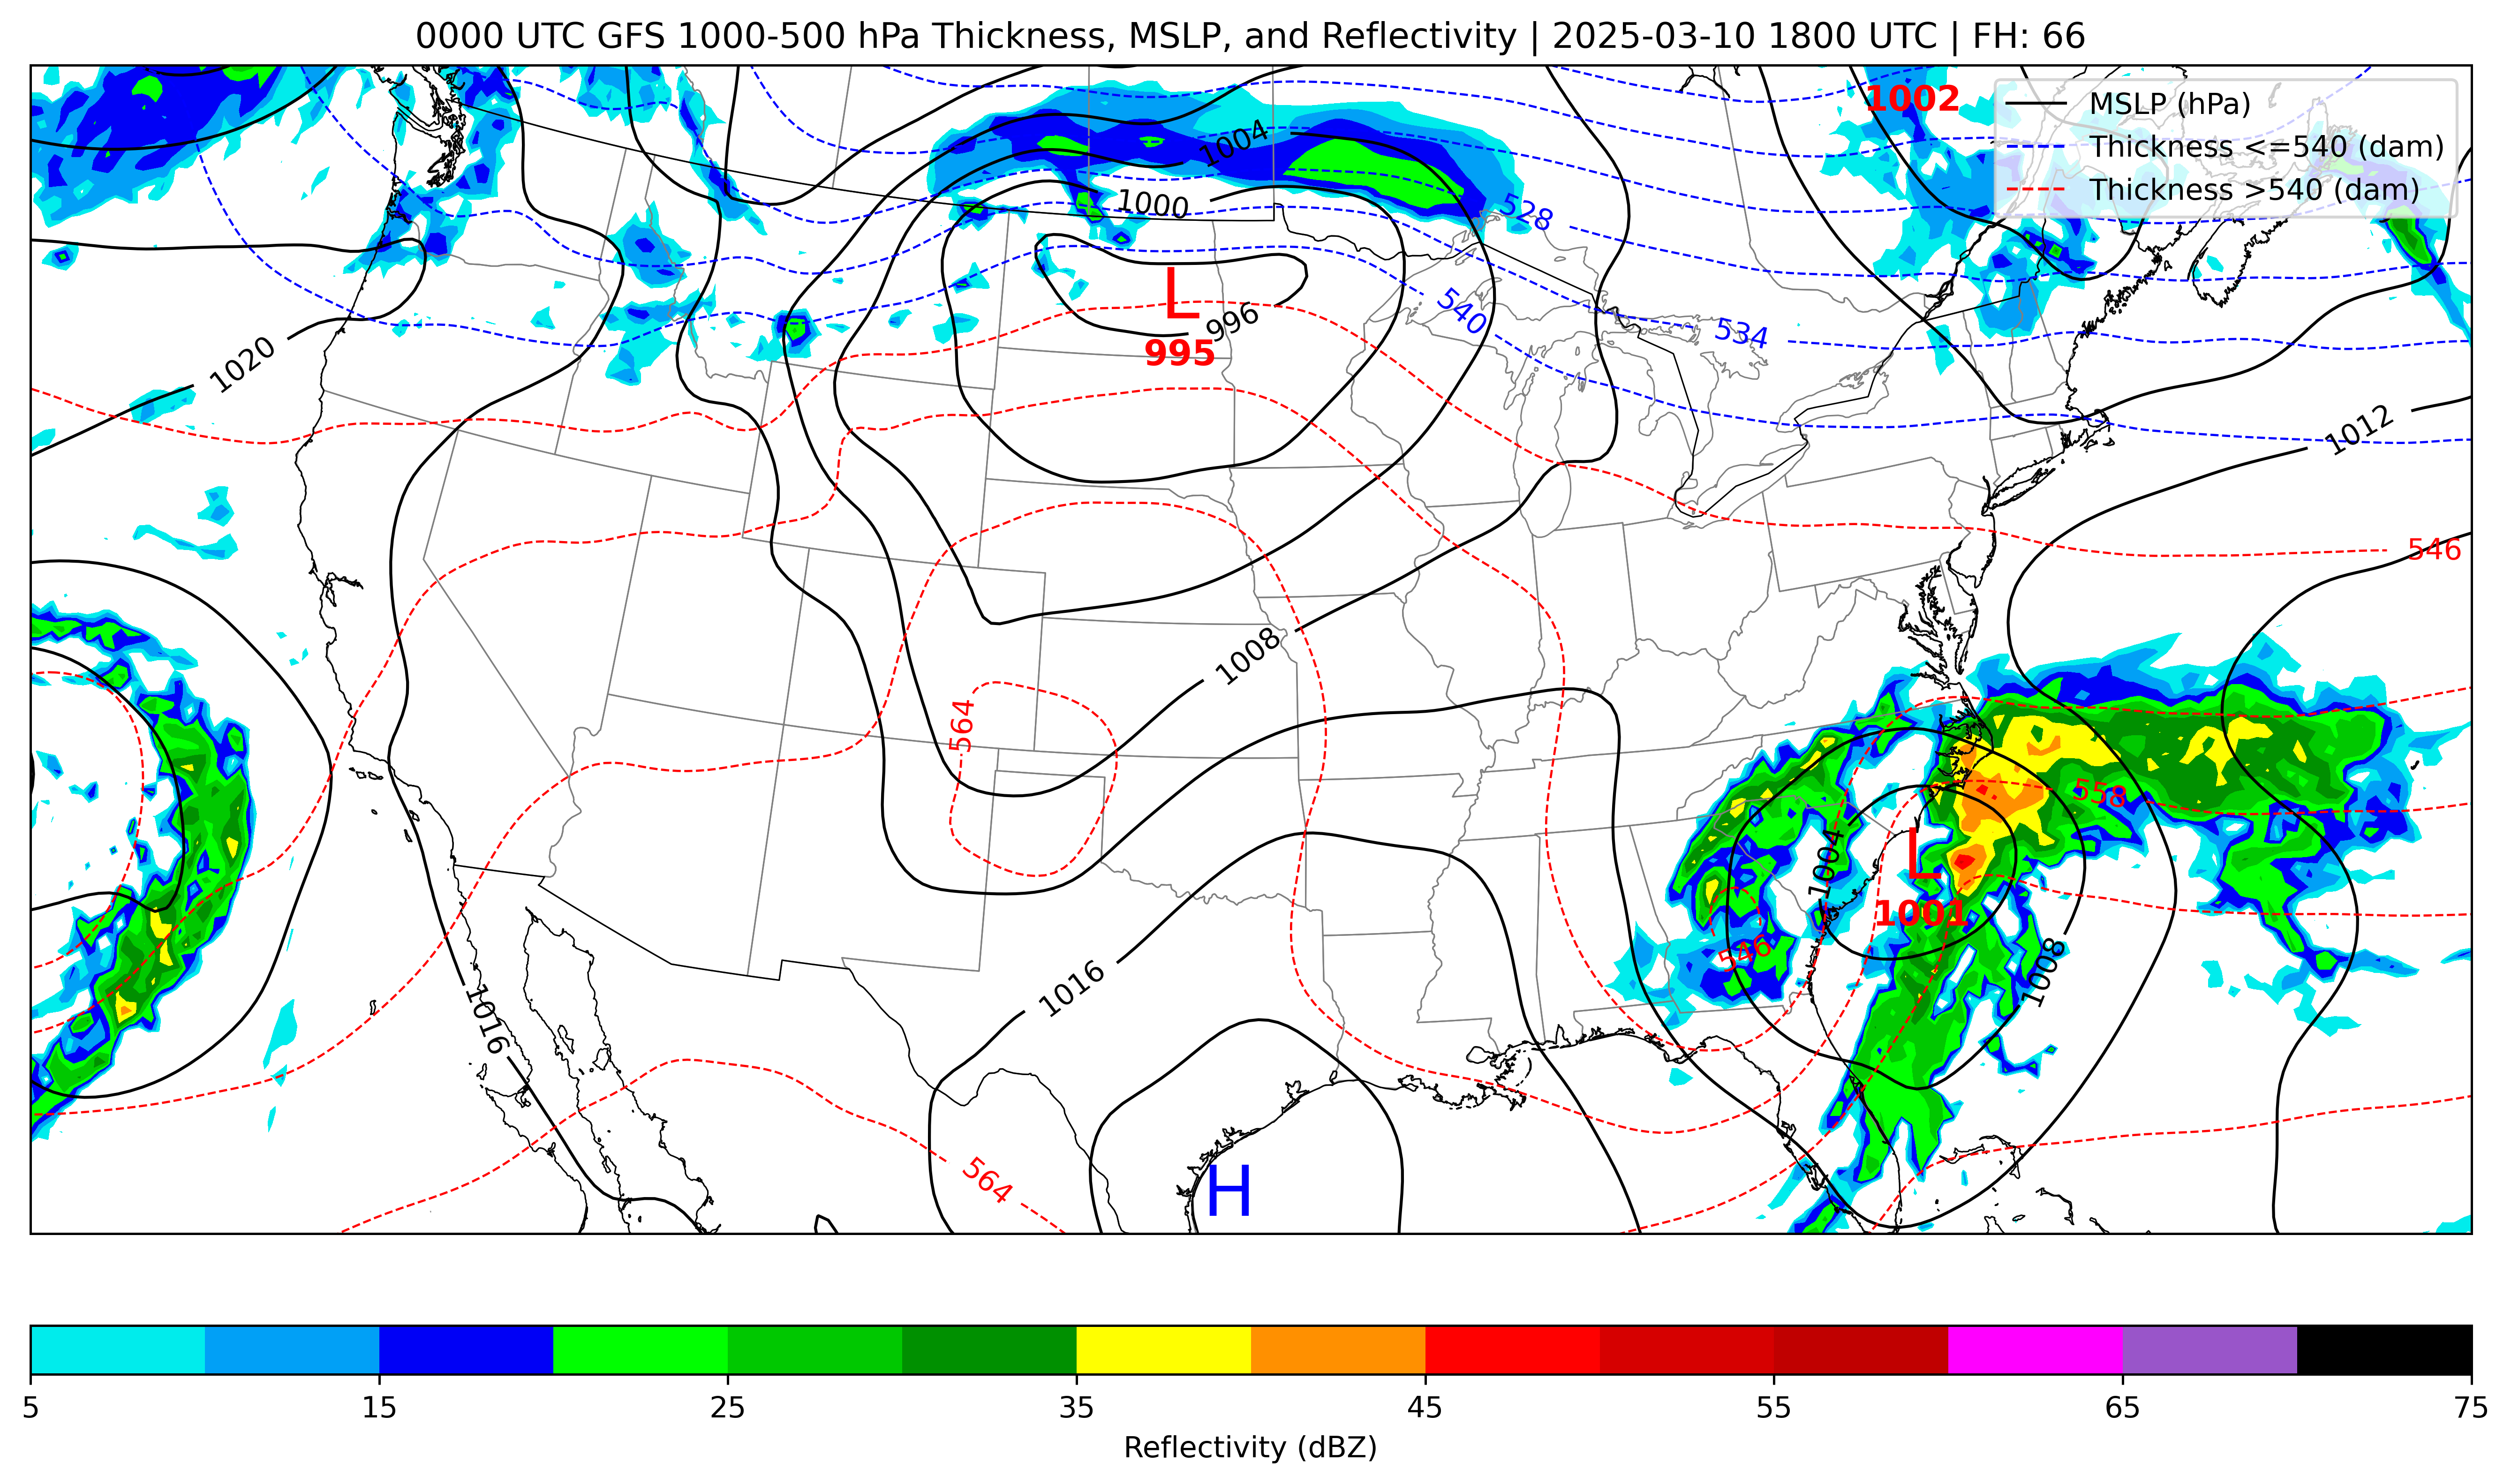 0000 UTC GFS 1000-500 hPa Thickness, MSLP, and Reflectivity | 2025-03-10 1800 UTC | FH: 66
1002
MSLP (hPa)
Thickness <=540 (dam)
Thickness >540 (dam)
1004
1000
528
L
996
995
540
534
1020
1012
546
1008
564
558
1004
L
1001
546
1008
1016
1016
564
H
5 15 25 35 45 55 65 75
Reflectivity (dBZ)